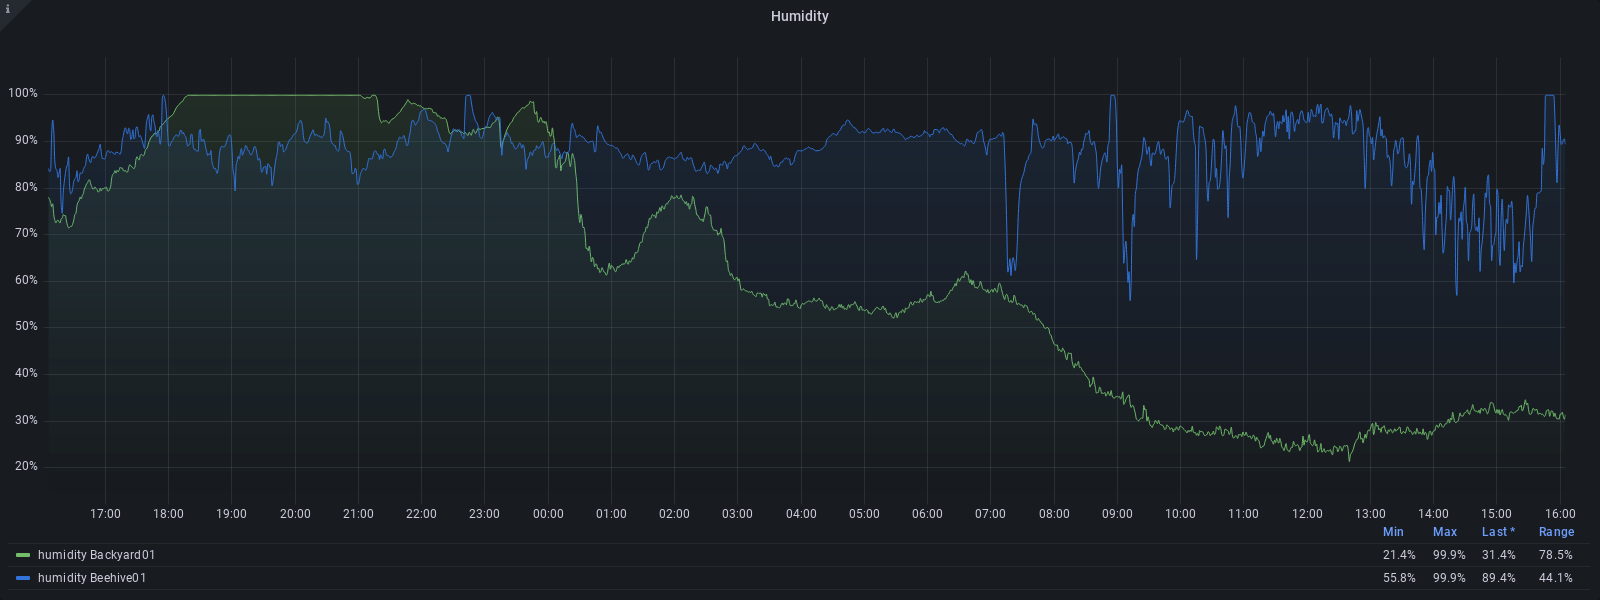 i
Humidity
100%
90%
80%
70%
60%
50%
40%
30%
20%
17:00 18:00 19:00 20:00 21:00 22:00 23:00 00:00 01:00 02:00 03:00 04:00 05:00 06:00 07:00 08:00 09:00 10:00 11:00 12:00 13:00 14:00 15:00 16:00
Min Max Last * Range
humidity Backyard01 21.4% 99.9% 31.4% 78.5%
humidity Beehive01 55.8% 99.9% 89.4% 44.1%